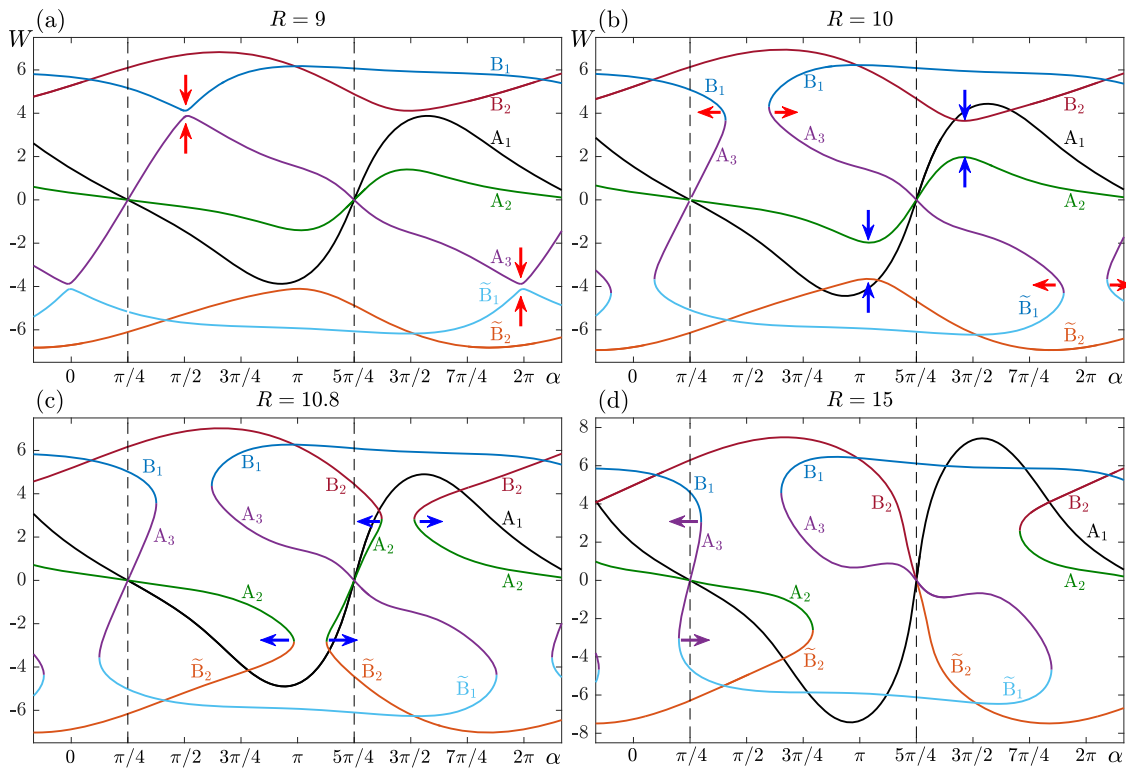 (a) R = 9
W
6
4
2
0
-2
-4
-6
B₁
B₂
A₁
A₂
A₃
B̃₁
B̃₂
0 π/4 π/2 3π/4 π 5π/4 3π/2 7π/4 2π α
(b) R = 10
W
6
4
2
0
-2
-4
-6
B₁
B₁
B₂
A₃
A₃
A₁
A₂
B̃₁
B̃₂
0 π/4 π/2 3π/4 π 5π/4 3π/2 7π/4 2π α
(c) R = 10.8
6
4
2
0
-2
-4
-6
B₁
B₁
B₂
B₂
A₃
A₃
A₁
A₂
A₂
B̃₂
B̃₂
B̃₁
0 π/4 π/2 3π/4 π 5π/4 3π/2 7π/4 2π α
(d) R = 15
8
6
4
2
0
-2
-4
-6
-8
B₁
B₁
B₂
B₂
A₃
A₃
A₁
A₂
A₂
B̃₂
B̃₂
B̃₁
0 π/4 π/2 3π/4 π 5π/4 3π/2 7π/4 2π α